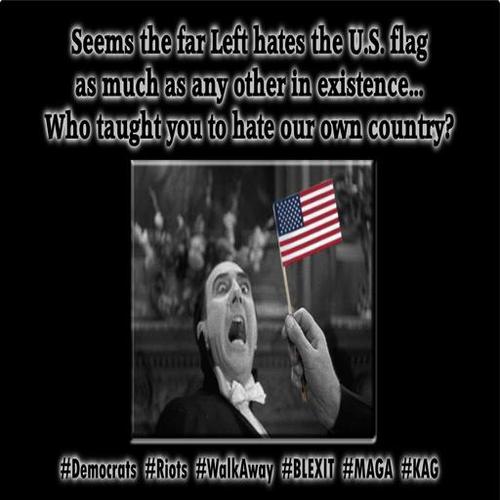 Seems the far Left hates the U.S. flag
as much as any other in existence...
Who taught you to hate our own country?
#Democrats #Riots #WalkAway #BLEXIT #MAGA #KAG